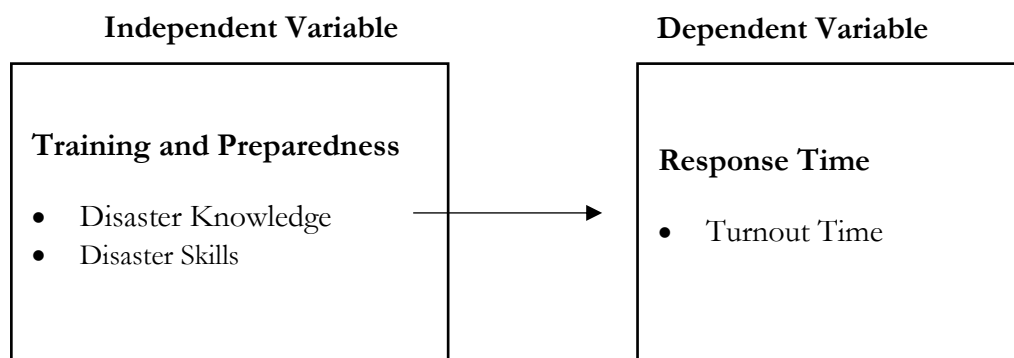 Independent Variable
Dependent Variable
Training and Preparedness
• Disaster Knowledge
• Disaster Skills
Response Time
• Turnout Time